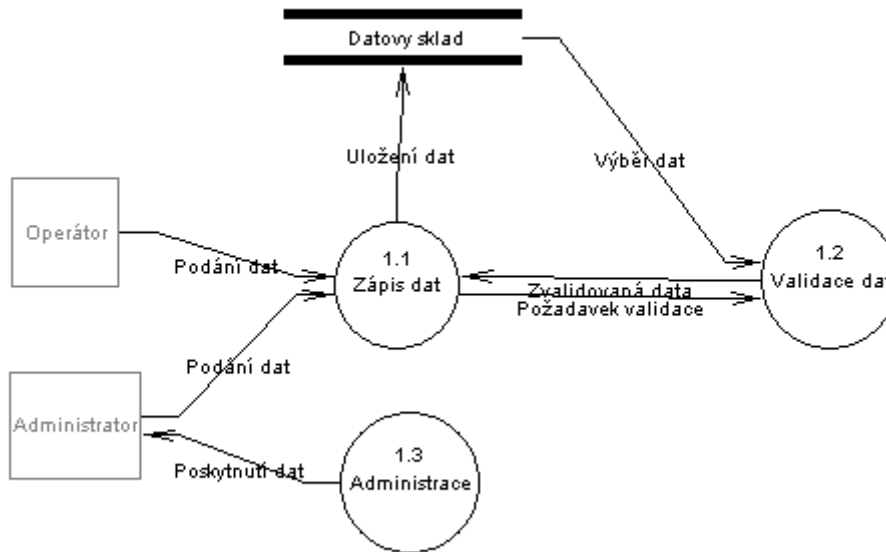 Datovy sklad
Uložení dat
Výběr dat
Operátor
Podání dat
1.1
Zápis dat
1.2
Validace dat
Zvalidovaná data
Požadavek validace
Podání dat
Administrator
Poskytnutí dat
1.3
Administrace